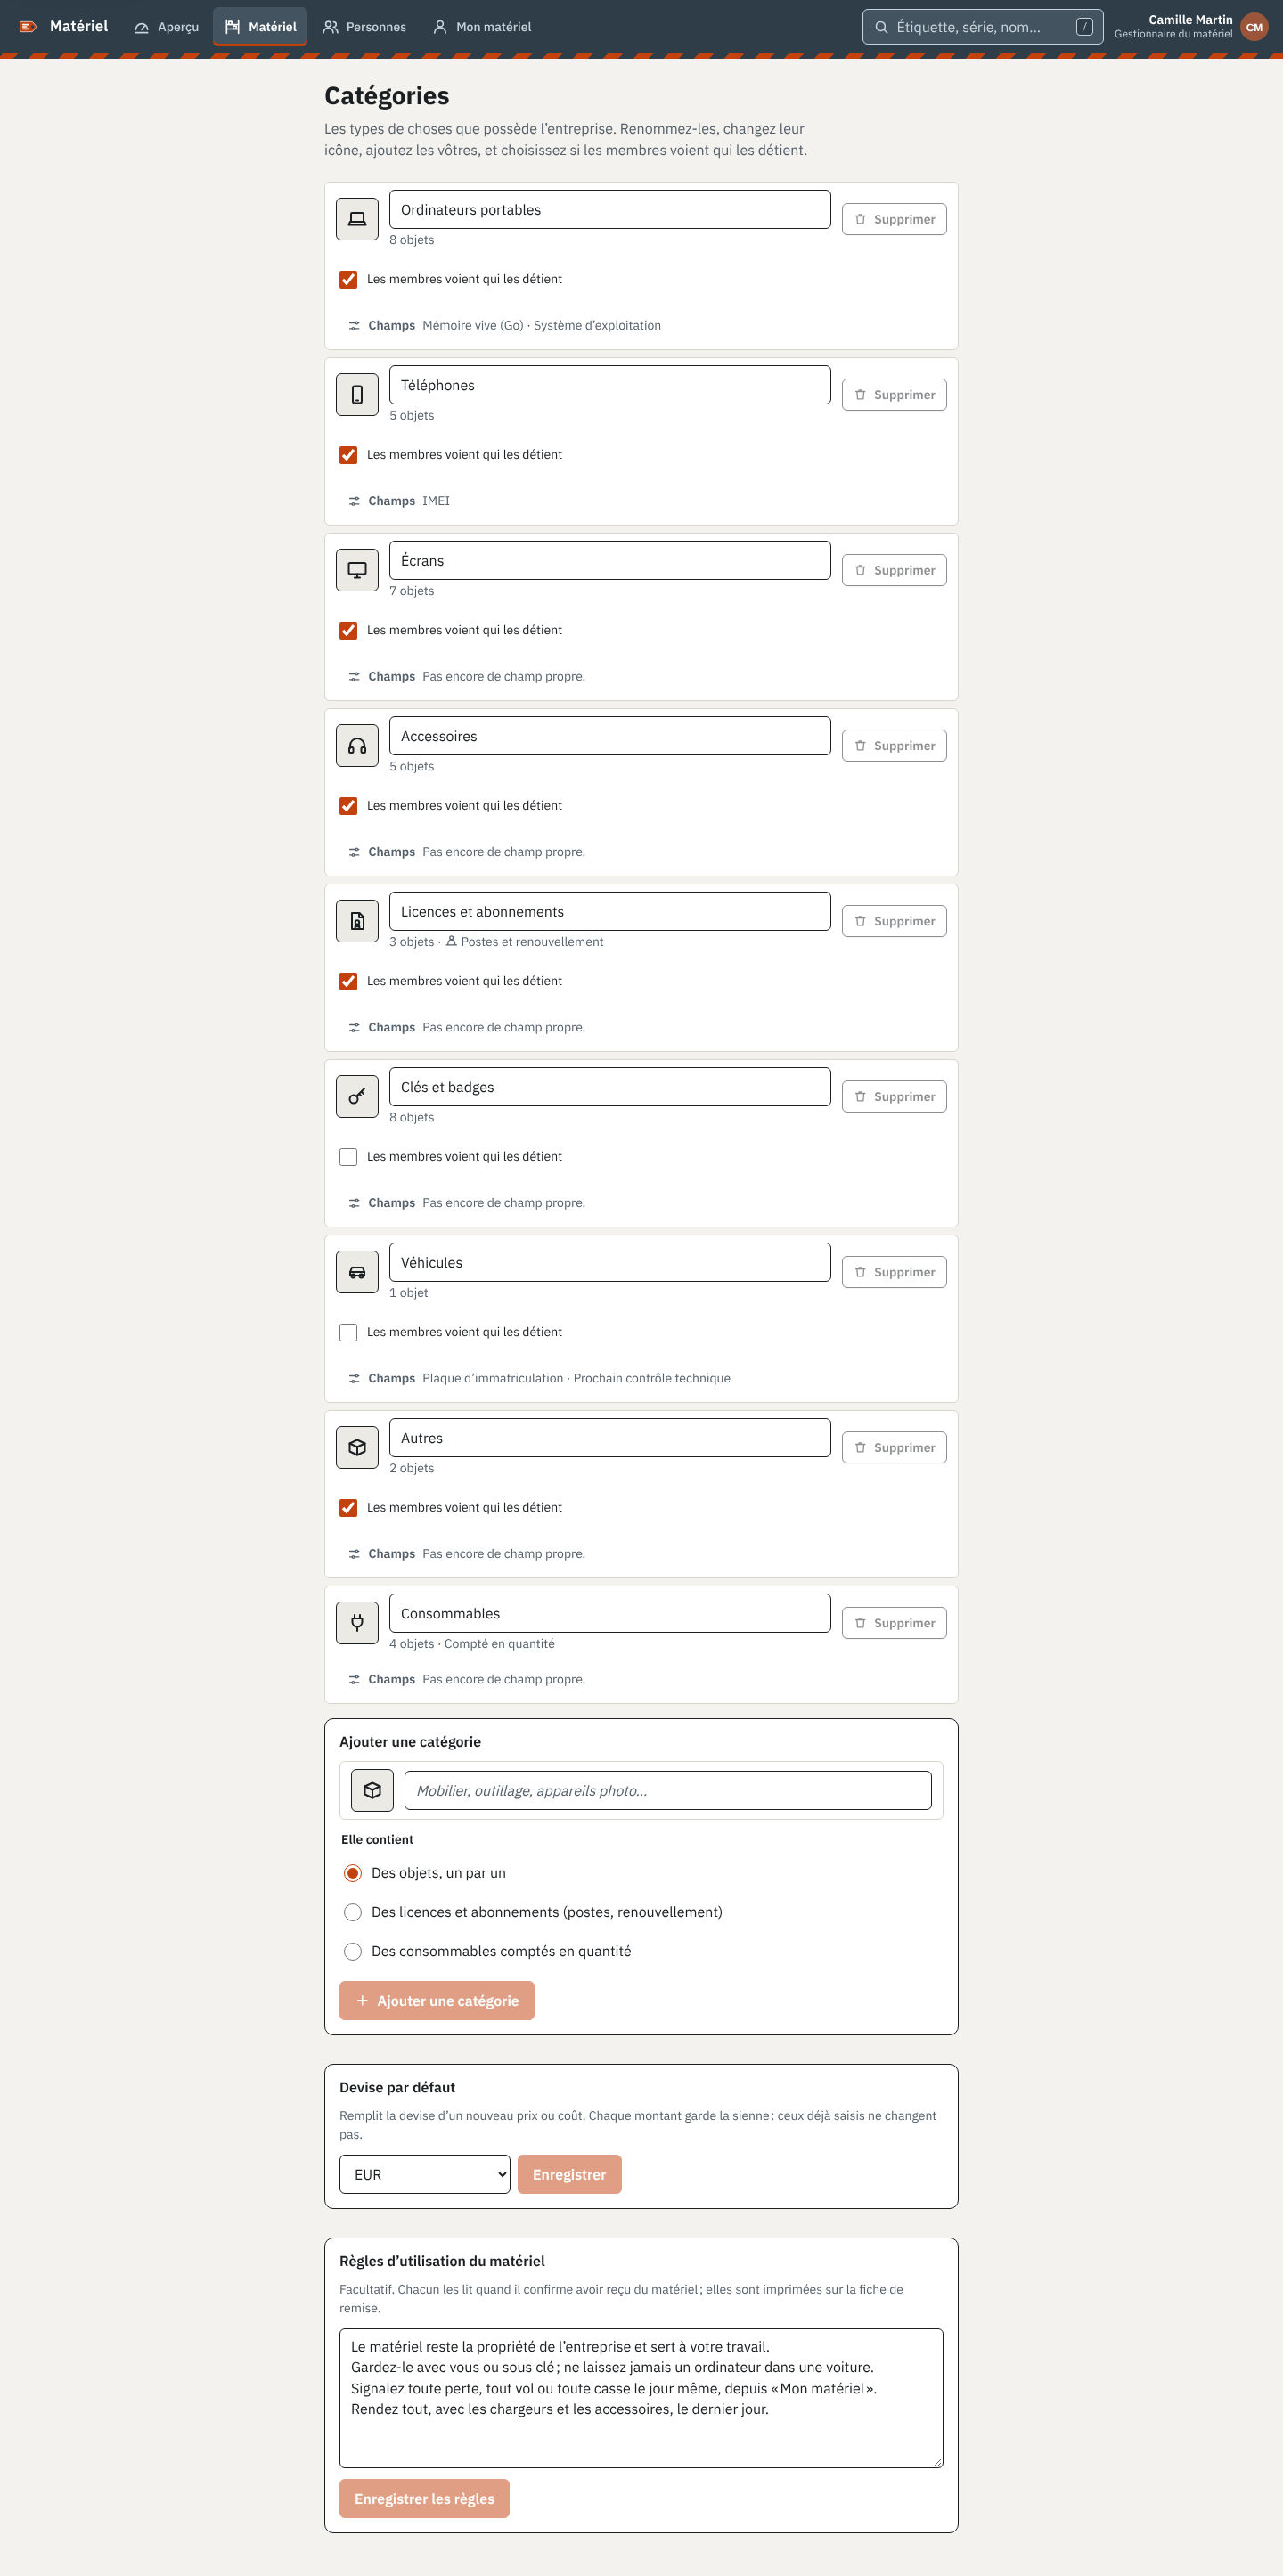 Matériel
Aperçu
Matériel
Personnes
Mon matériel
Étiquette, série, nom…
/
Camille Martin
Gestionnaire du matériel
CM
Catégories
Les types de choses que possède l’entreprise. Renommez-les, changez leur
icône, ajoutez les vôtres, et choisissez si les membres voient qui les détient.
Ordinateurs portables
Supprimer
8 objets
Les membres voient qui les détient
Champs Mémoire vive (Go) · Système d’exploitation
Téléphones
Supprimer
5 objets
Les membres voient qui les détient
Champs IMEI
Écrans
Supprimer
7 objets
Les membres voient qui les détient
Champs Pas encore de champ propre.
Accessoires
Supprimer
5 objets
Les membres voient qui les détient
Champs Pas encore de champ propre.
Licences et abonnements
Supprimer
3 objets · Postes et renouvellement
Les membres voient qui les détient
Champs Pas encore de champ propre.
Clés et badges
Supprimer
8 objets
Les membres voient qui les détient
Champs Pas encore de champ propre.
Véhicules
Supprimer
1 objet
Les membres voient qui les détient
Champs Plaque d’immatriculation · Prochain contrôle technique
Autres
Supprimer
2 objets
Les membres voient qui les détient
Champs Pas encore de champ propre.
Consommables
Supprimer
4 objets · Compté en quantité
Champs Pas encore de champ propre.
Ajouter une catégorie
Mobilier, outillage, appareils photo…
Elle contient
Des objets, un par un
Des licences et abonnements (postes, renouvellement)
Des consommables comptés en quantité
Ajouter une catégorie
Devise par défaut
Remplit la devise d’un nouveau prix ou coût. Chaque montant garde la sienne : ceux déjà saisis ne changent
pas.
EUR
Enregistrer
Règles d’utilisation du matériel
Facultatif. Chacun les lit quand il confirme avoir reçu du matériel ; elles sont imprimées sur la fiche de
remise.
Le matériel reste la propriété de l’entreprise et sert à votre travail.
Gardez-le avec vous ou sous clé ; ne laissez jamais un ordinateur dans une voiture.
Signalez toute perte, tout vol ou toute casse le jour même, depuis « Mon matériel ».
Rendez tout, avec les chargeurs et les accessoires, le dernier jour.
Enregistrer les règles